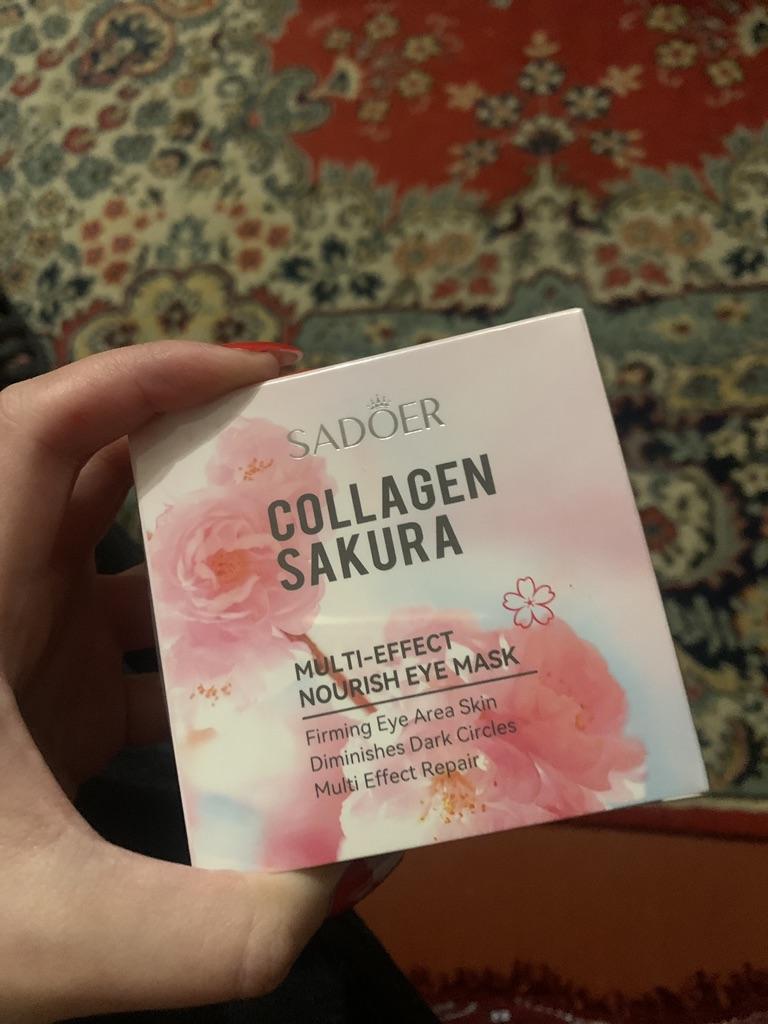 SADOER
COLLAGEN
SAKURA
MULTI-EFFECT
NOURISH EYE MASK
Firming Eye Area Skin
Diminishes Dark Circles
Multi Effect Repair